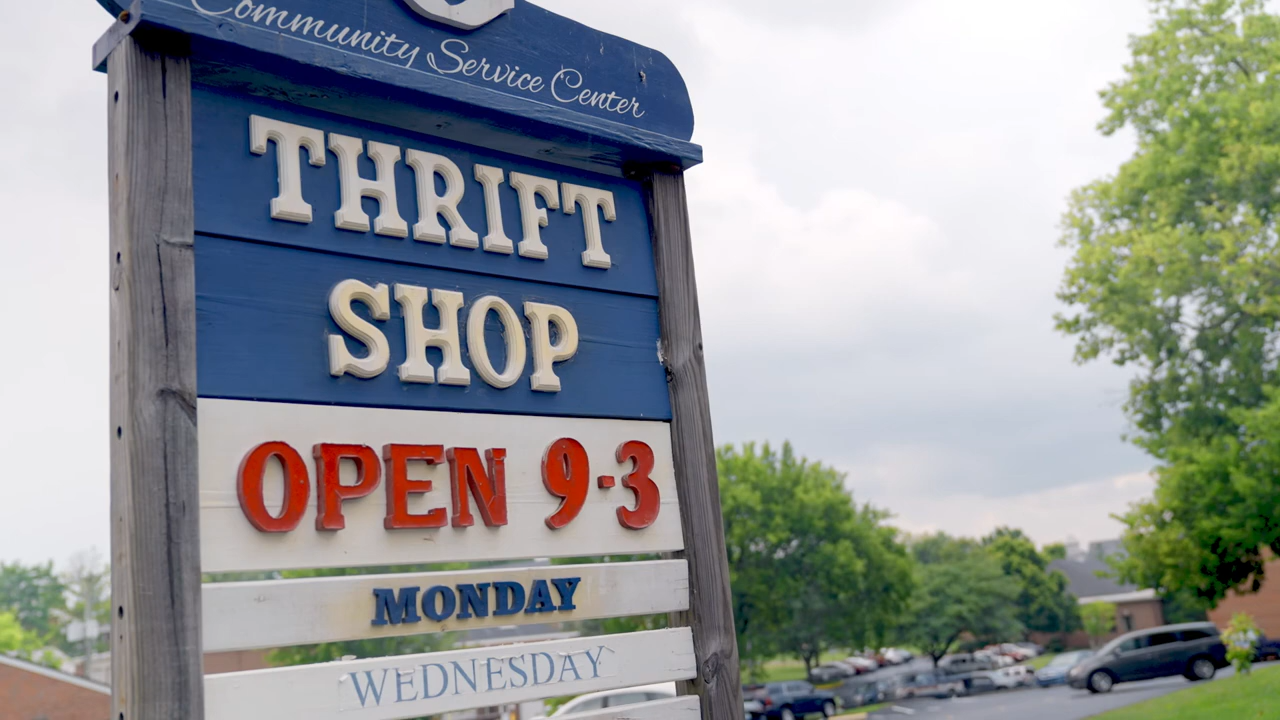 Community Service Center
THRIFT
SHOP
OPEN 9-3
MONDAY
WEDNESDAY